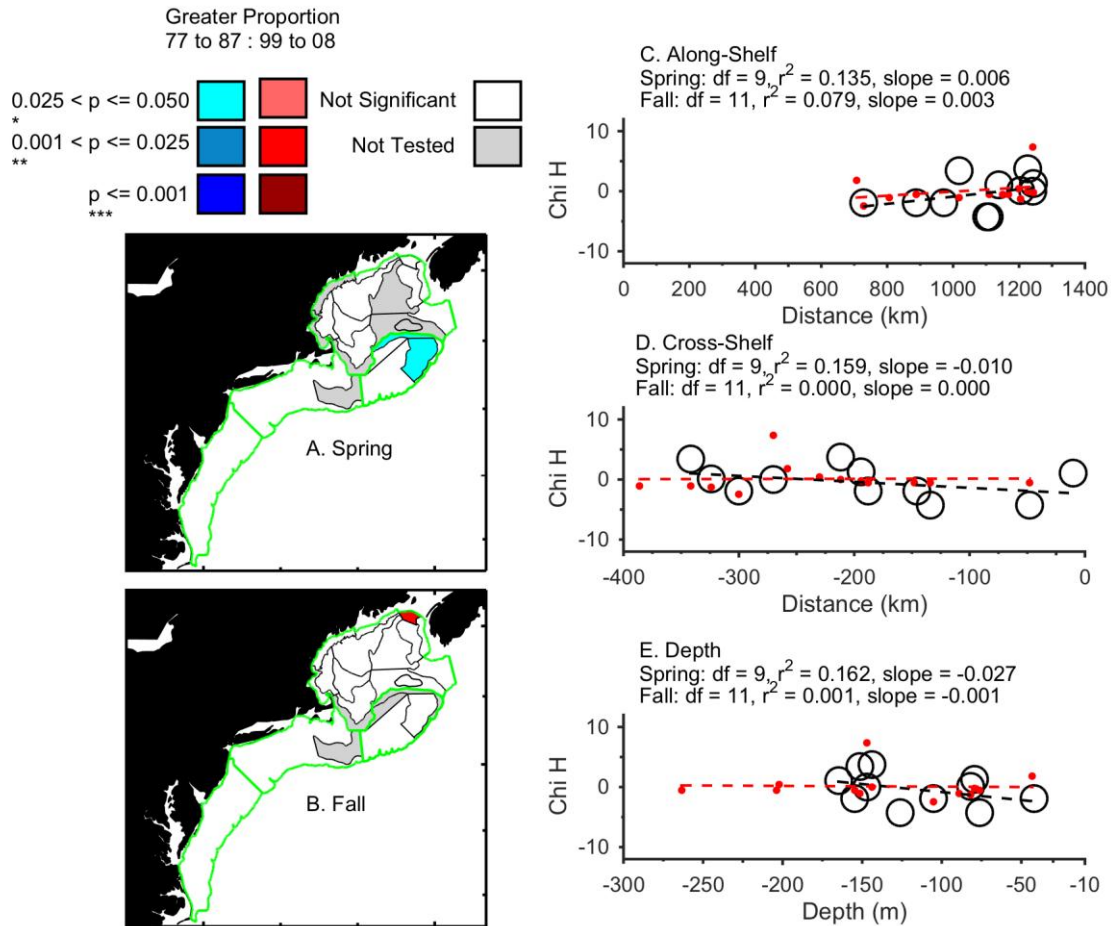 Greater Proportion
77 to 87 : 99 to 08
0.025 < p <= 0.050
*
0.001 < p <= 0.025
**
p <= 0.001
***
Not Significant
Not Tested
A. Spring
B. Fall
C. Along-Shelf
Spring: df = 9, r² = 0.135, slope = 0.006
Fall: df = 11, r² = 0.079, slope = 0.003
10
0
-10
Chi H
0 200 400 600 800 1000 1200 1400
Distance (km)
D. Cross-Shelf
Spring: df = 9, r² = 0.159, slope = -0.010
Fall: df = 11, r² = 0.000, slope = 0.000
10
0
-10
Chi H
-400 -300 -200 -100 0
Distance (km)
E. Depth
Spring: df = 9, r² = 0.162, slope = -0.027
Fall: df = 11, r² = 0.001, slope = -0.001
10
0
-10
Chi H
-300 -250 -200 -150 -100 -50 -10
Depth (m)